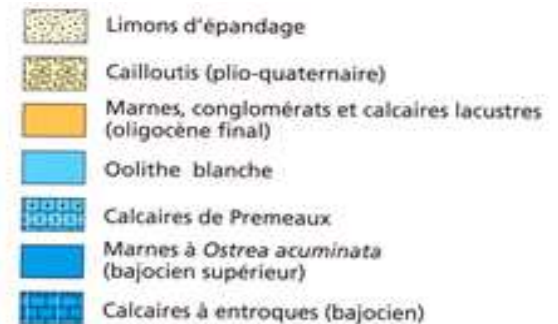 Limons d'épandage
Cailloutis (plio-quaternaire)
Marnes, conglomérats et calcaires lacustres
(oligocène final)
Oolithe blanche
Calcaires de Premeaux
Marnes à Ostrea acuminata
(bajocien supérieur)
Calcaires à entroques (bajocien)